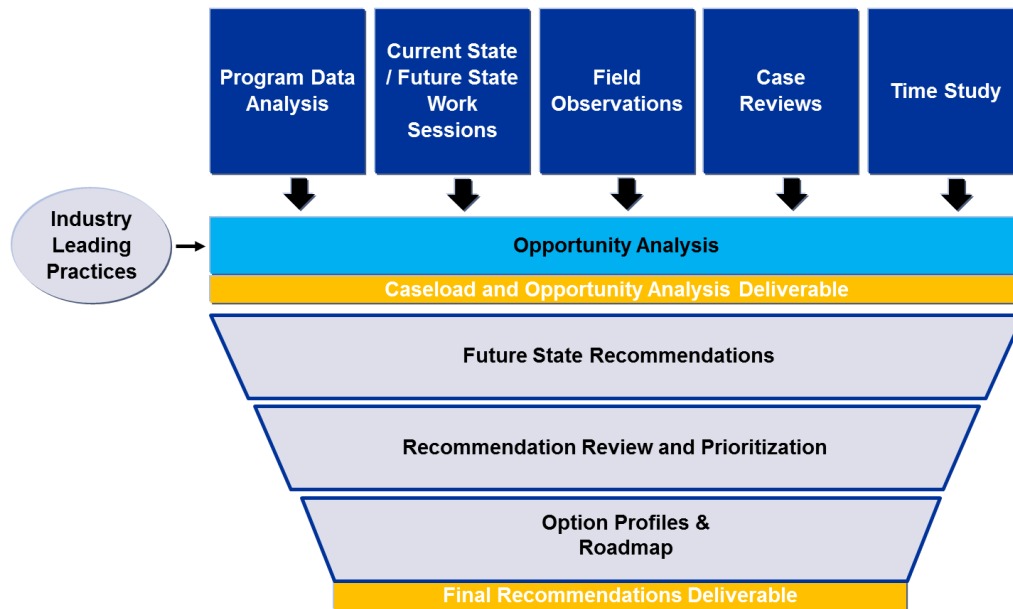 Program Data
Analysis
Current State
/ Future State
Work
Sessions
Field
Observations
Case
Reviews
Time Study
Industry
Leading
Practices
Opportunity Analysis
Caseload and Opportunity Analysis Deliverable
Future State Recommendations
Recommendation Review and Prioritization
Option Profiles &
Roadmap
Final Recommendations Deliverable